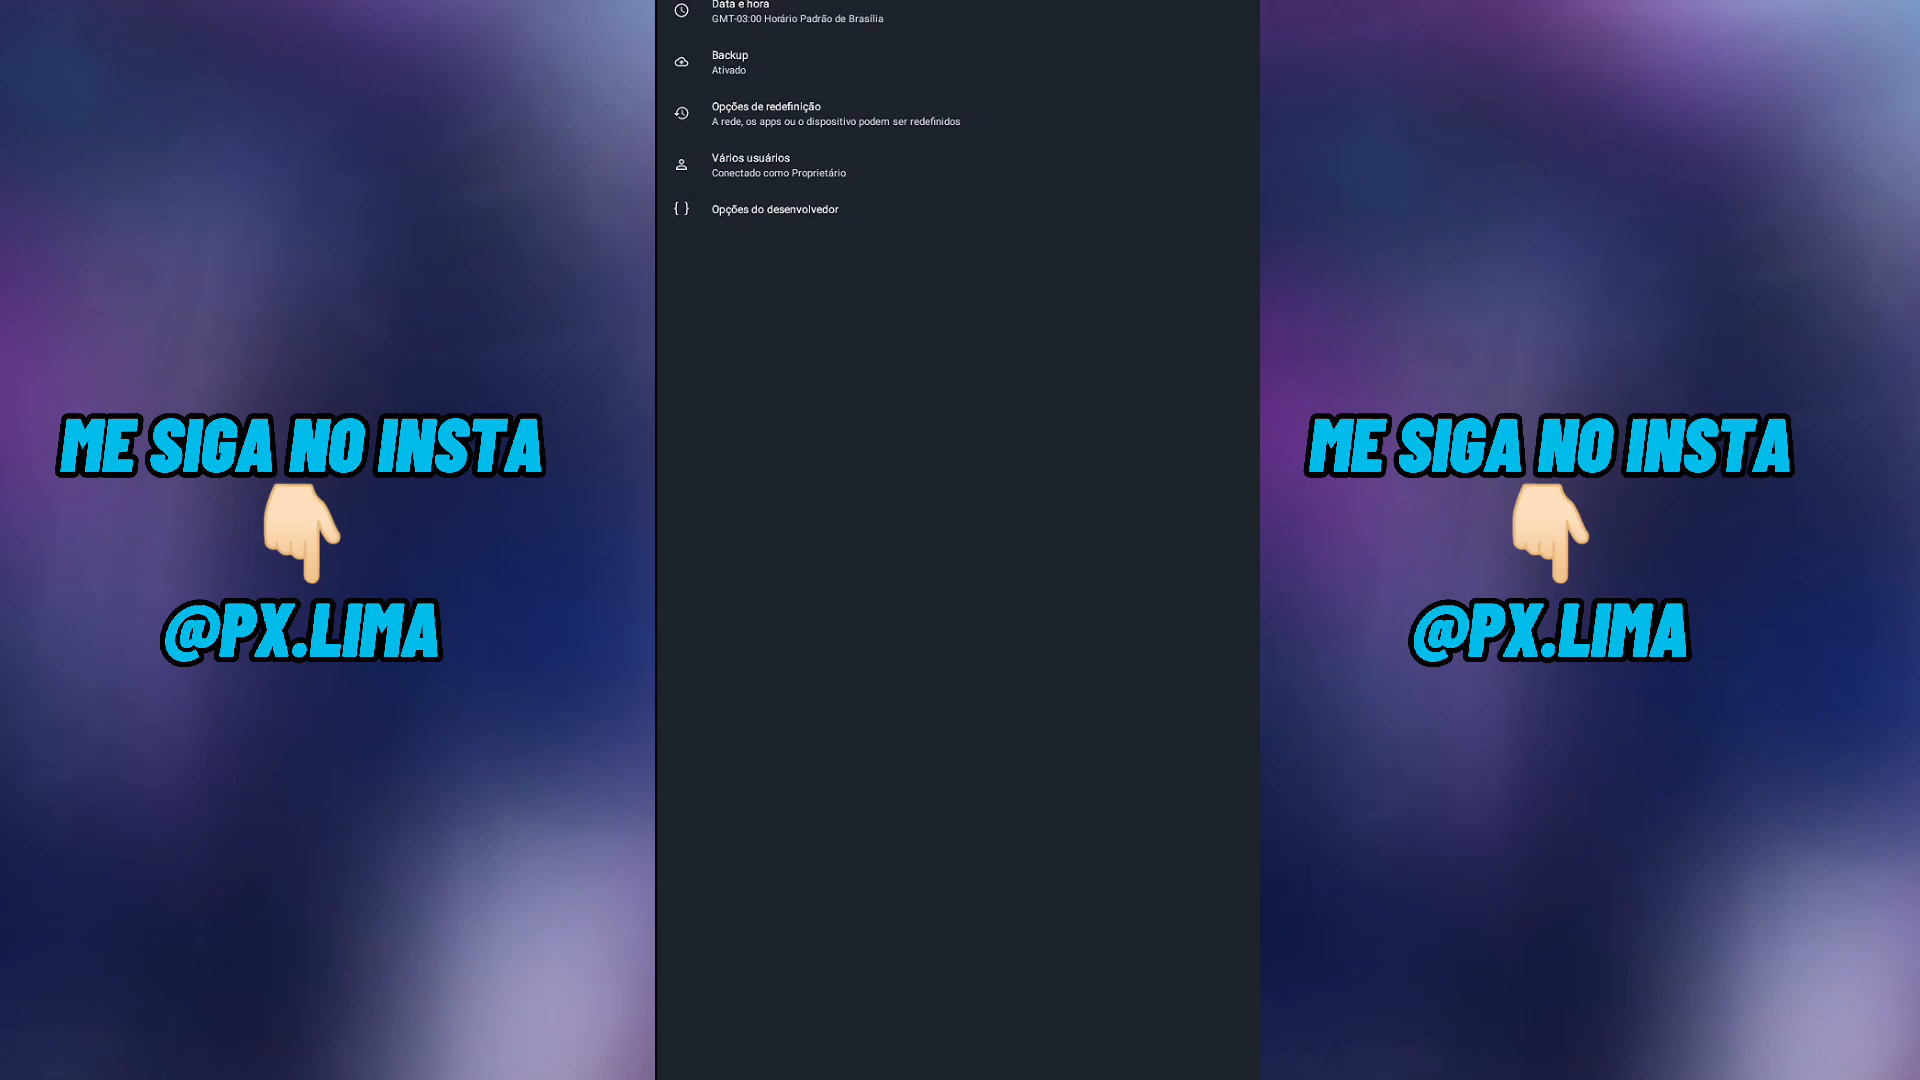 Data e hora
GMT-03:00 Horário Padrão de Brasília
Backup
Ativado
Opções de redefinição
A rede, os apps ou o dispositivo podem ser redefinidos
Vários usuários
Conectado como Proprietário
Opções do desenvolvedor
ME SIGA NO INSTA
@PX.LIMA
ME SIGA NO INSTA
@PX.LIMA